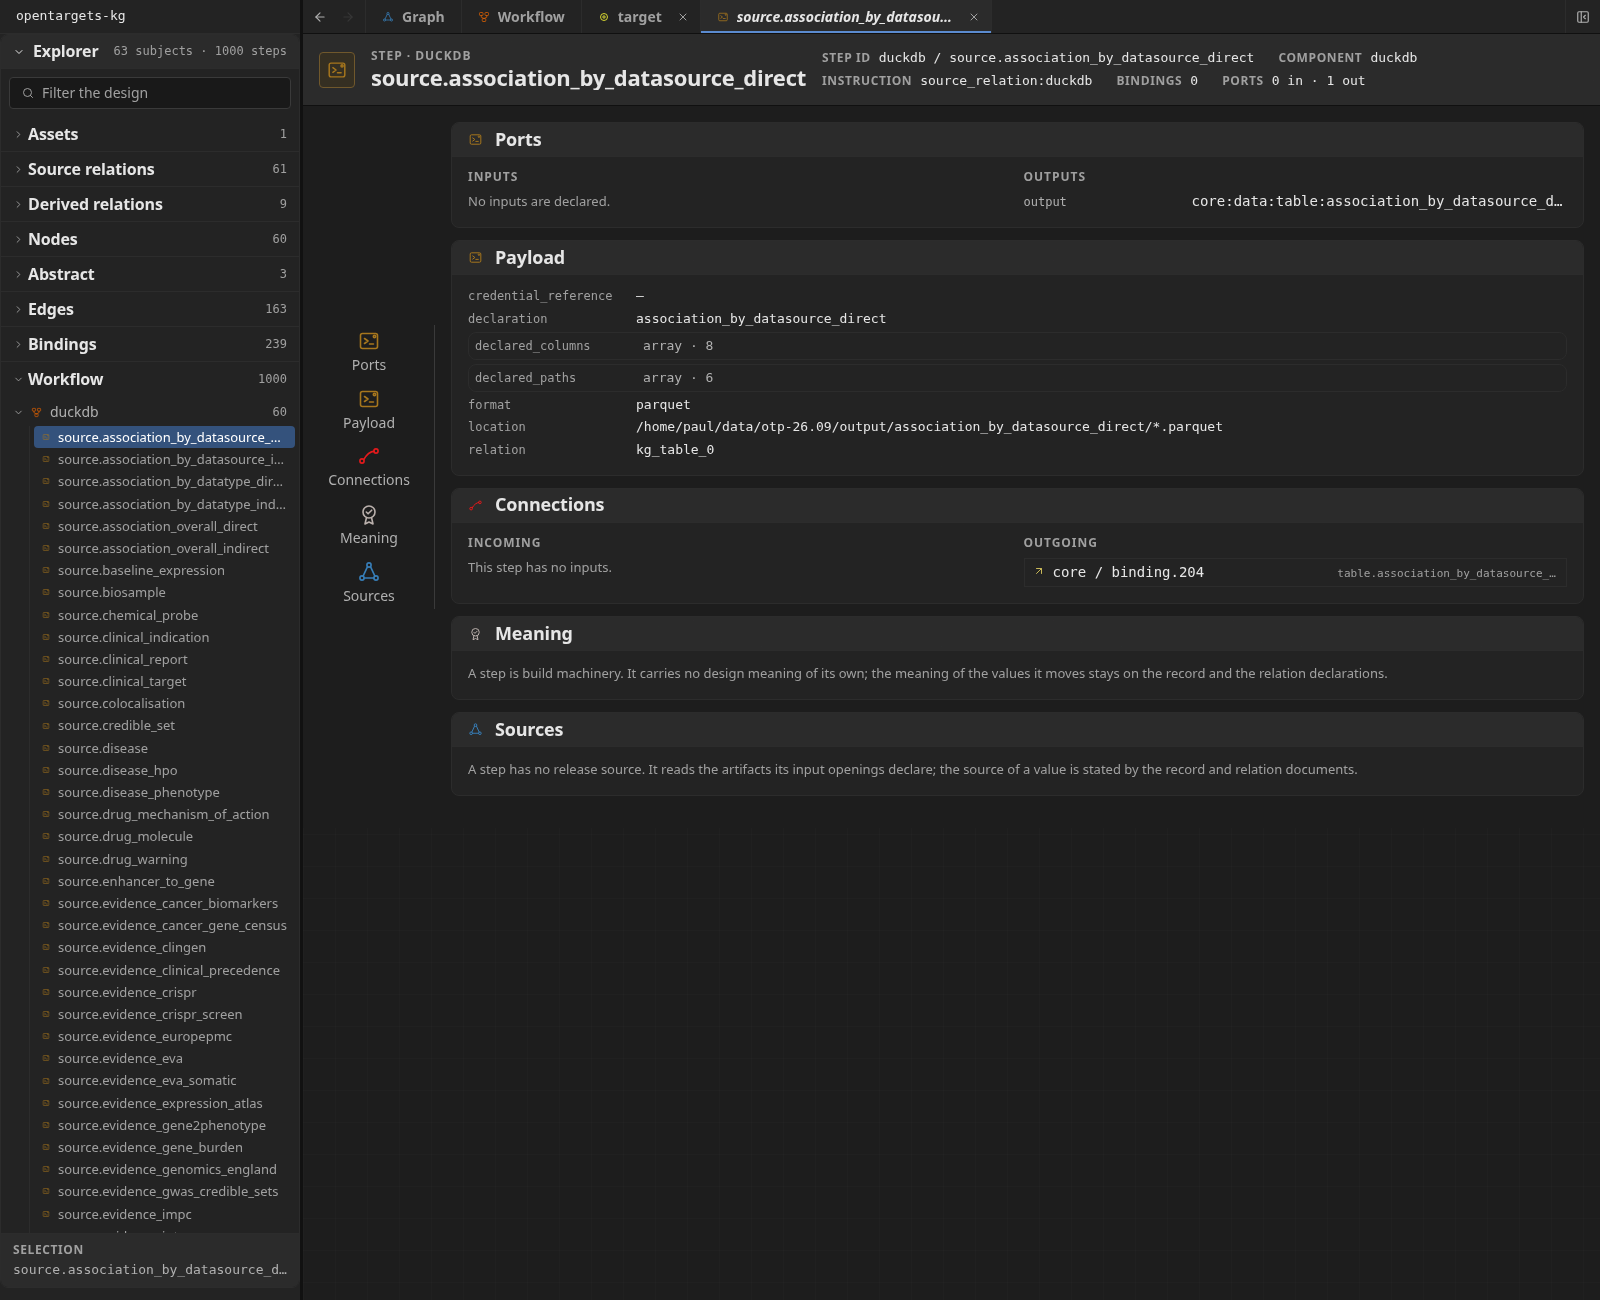 opentargets-kg
Explorer 63 subjects · 1000 steps
Filter the design
Assets 1
Source relations 61
Derived relations 9
Nodes 60
Abstract 3
Edges 163
Bindings 239
Workflow 1000
duckdb 60
source.association_by_datasource_...
source.association_by_datasource_i...
source.association_by_datatype_dir...
source.association_by_datatype_ind...
source.association_overall_direct
source.association_overall_indirect
source.baseline_expression
source.biosample
source.chemical_probe
source.clinical_indication
source.clinical_report
source.clinical_target
source.colocalisation
source.credible_set
source.disease
source.disease_hpo
source.disease_phenotype
source.drug_mechanism_of_action
source.drug_molecule
source.drug_warning
source.enhancer_to_gene
source.evidence_cancer_biomarkers
source.evidence_cancer_gene_census
source.evidence_clingen
source.evidence_clinical_precedence
source.evidence_crispr
source.evidence_crispr_screen
source.evidence_europepmc
source.evidence_eva
source.evidence_eva_somatic
source.evidence_expression_atlas
source.evidence_gene2phenotype
source.evidence_gene_burden
source.evidence_genomics_england
source.evidence_gwas_credible_sets
source.evidence_impc
SELECTION
source.association_by_datasource_d…
Graph Workflow target source.association_by_datasou...
STEP · DUCKDB
source.association_by_datasource_direct
STEP ID duckdb / source.association_by_datasource_direct COMPONENT duckdb
INSTRUCTION source_relation:duckdb BINDINGS 0 PORTS 0 in · 1 out
Ports
Payload
Connections
Meaning
Sources
Ports
INPUTS OUTPUTS
No inputs are declared. output core:data:table:association_by_datasource_d…
Payload
credential_reference —
declaration association_by_datasource_direct
declared_columns array · 8
declared_paths array · 6
format parquet
location /home/paul/data/otp-26.09/output/association_by_datasource_direct/*.parquet
relation kg_table_0
Connections
INCOMING OUTGOING
This step has no inputs. core / binding.204 table.association_by_datasource_…
Meaning
A step is build machinery. It carries no design meaning of its own; the meaning of the values it moves stays on the record and the relation declarations.
Sources
A step has no release source. It reads the artifacts its input openings declare; the source of a value is stated by the record and relation documents.